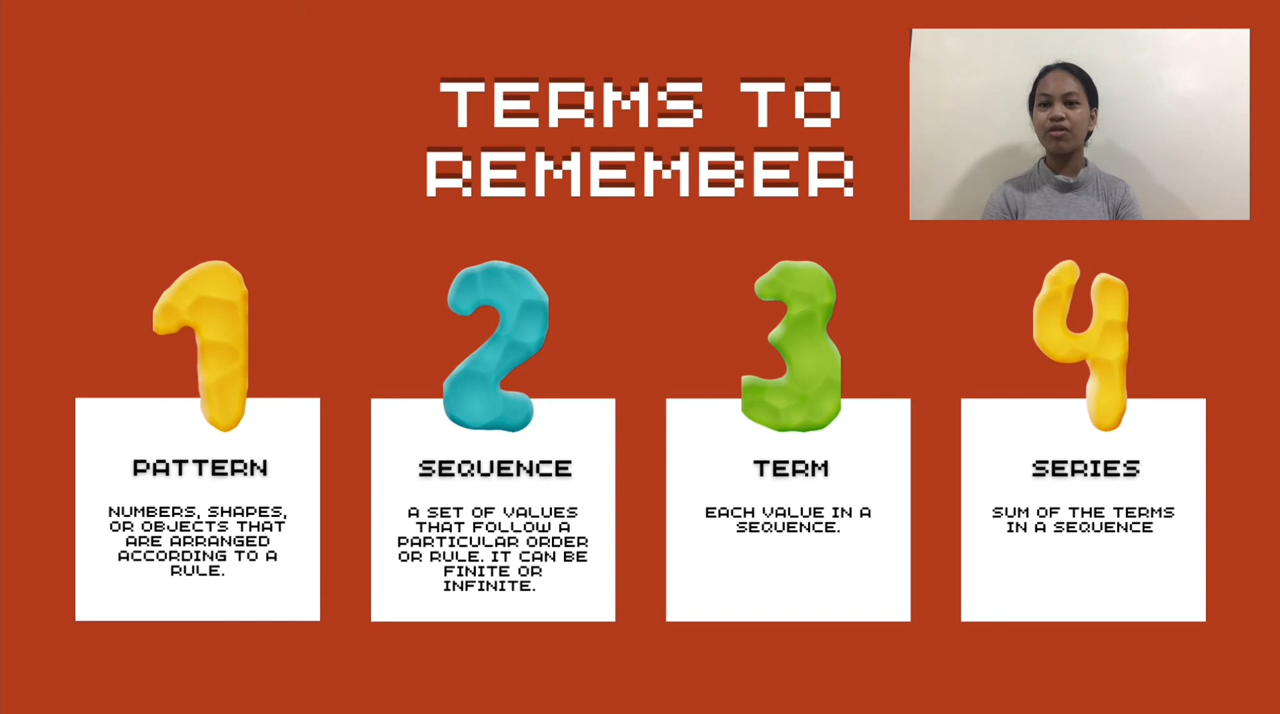 TERMS TO
REMEMBER
1
PATTERN
NUMBERS, SHAPES,
OR OBJECTS THAT
ARE ARRANGED
ACCORDING TO A
RULE.
2
SEQUENCE
A SET OF VALUES
THAT FOLLOW A
PARTICULAR ORDER
OR RULE. IT CAN BE
FINITE OR
INFINITE.
3
TERM
EACH VALUE IN A
SEQUENCE.
4
SERIES
SUM OF THE TERMS
IN A SEQUENCE